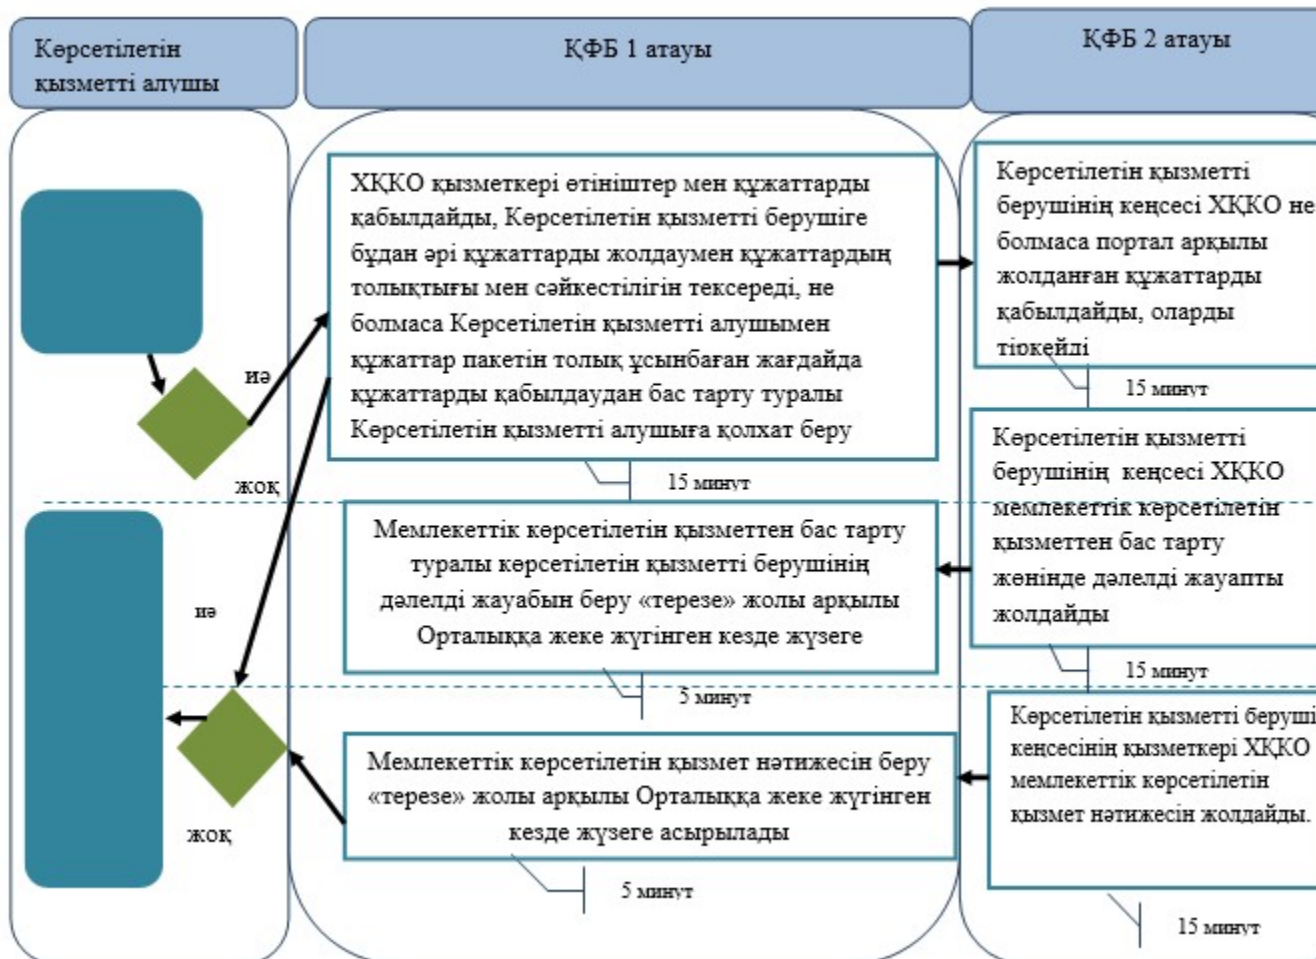 Көрсетілетін
қызметті алушы
ҚФБ 1 атауы
ҚФБ 2 атауы
ХҚКО қызметкері өтініштер мен құжаттарды
қабылдайды, Көрсетілетін қызметті берушіге
бұдан әрі құжаттарды жолдаумен құжаттардың
толықтығы мен сәйкестілігін тексереді, не
болмаса Көрсетілетін қызметті алушымен
құжаттар пакетін толық ұсынбаған жағдайда
құжаттарды қабылдаудан бас тарту туралы
Көрсетілетін қызметті алушыға қолхат беру
15 минут
Көрсетілетін қызметті
берушінің кеңсесі ХҚКО не
болмаса портал арқылы
жолданған құжаттарды
қабылдайды, оларды
тіркейді
15 минут
иә
жоқ
Мемлекеттік көрсетілетін қызметтен бас тарту
туралы көрсетілетін қызметті берушінің
дәлелді жауабын беру «терезе» жолы арқылы
Орталыққа жеке жүгінген кезде жүзеге
5 минут
Көрсетілетін қызметті
берушінің кеңсесі ХҚКО
мемлекеттік көрсетілетін
қызметтен бас тарту
жөнінде дәлелді жауапты
жолдайды
15 минут
иә
жоқ
Мемлекеттік көрсетілетін қызмет нәтижесін беру
«терезе» жолы арқылы Орталыққа жеке жүгінген
кезде жүзеге асырылады
5 минут
Көрсетілетін қызметті беруші
кеңсесінің қызметкері ХҚКО
мемлекеттік көрсетілетін
қызмет нәтижесін жолдайды.
15 минут